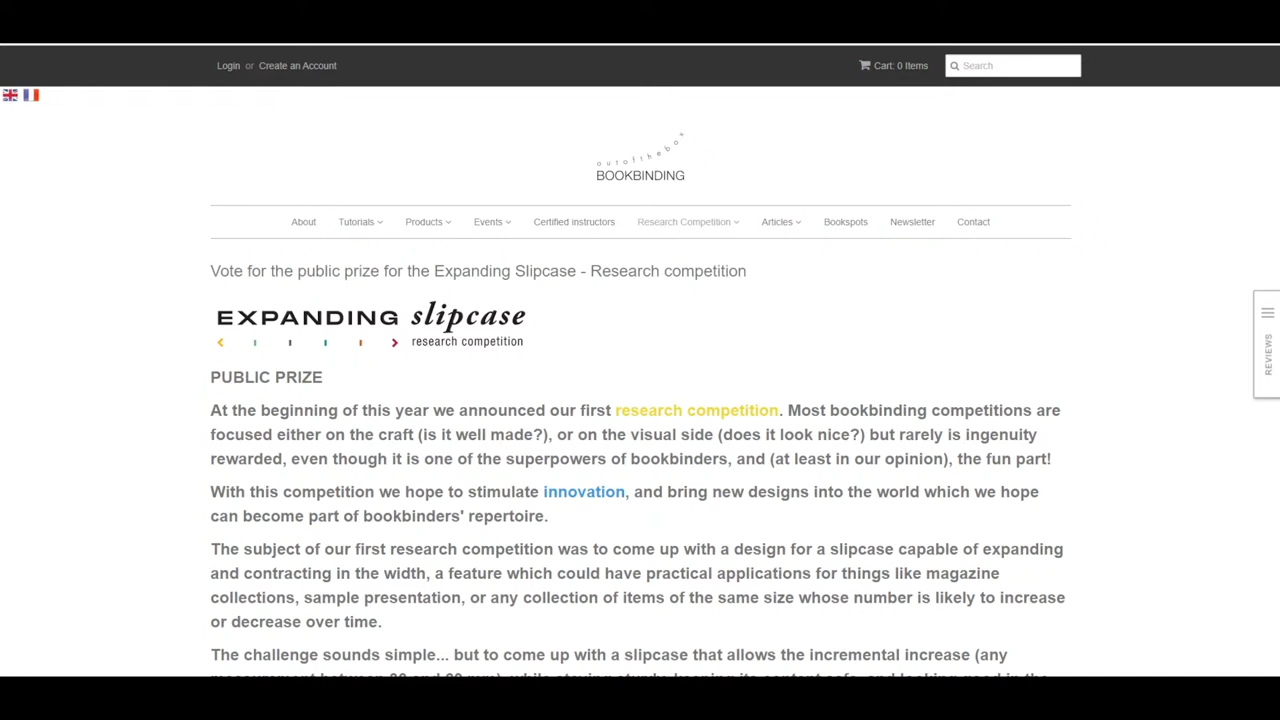 Login or Create an Account
Cart: 0 Items
Search
outofthebox
BOOKBINDING
About Tutorials Products Events Certified instructors Research Competition Articles Bookspots Newsletter Contact
Vote for the public prize for the Expanding Slipcase - Research competition
EXPANDING slipcase
research competition
REVIEWS
PUBLIC PRIZE
At the beginning of this year we announced our first research competition. Most bookbinding competitions are
focused either on the craft (is it well made?), or on the visual side (does it look nice?) but rarely is ingenuity
rewarded, even though it is one of the superpowers of bookbinders, and (at least in our opinion), the fun part!
With this competition we hope to stimulate innovation, and bring new designs into the world which we hope
can become part of bookbinders' repertoire.
The subject of our first research competition was to come up with a design for a slipcase capable of expanding
and contracting in the width, a feature which could have practical applications for things like magazine
collections, sample presentation, or any collection of items of the same size whose number is likely to increase
or decrease over time.
The challenge sounds simple... but to come up with a slipcase that allows the incremental increase (any